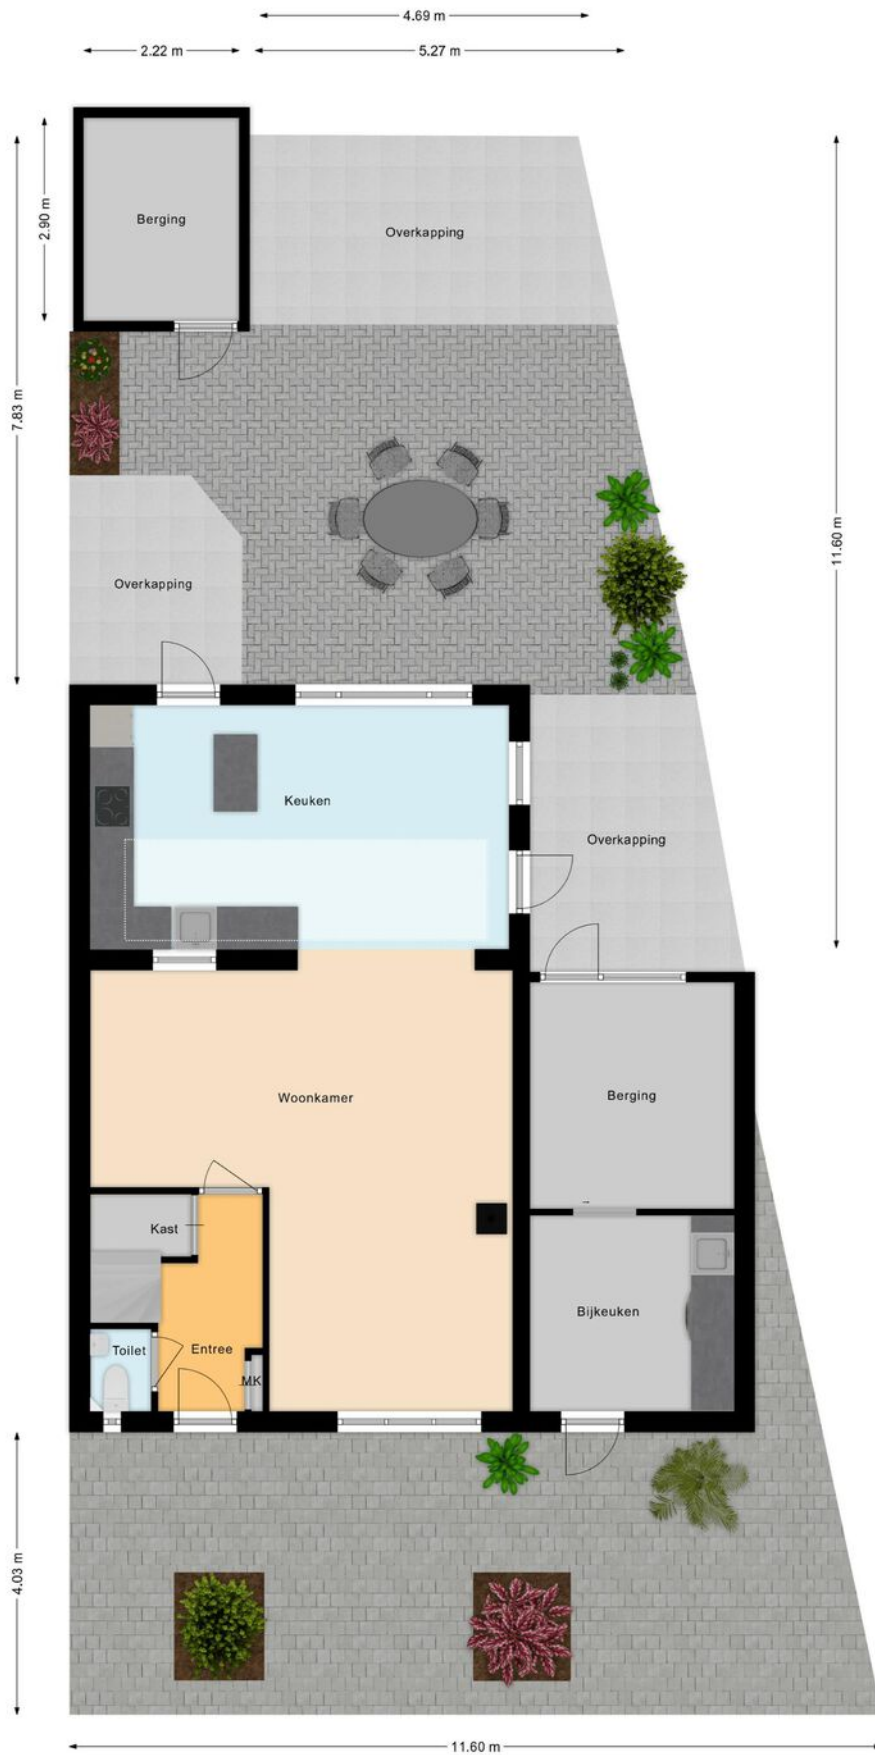 4.69 m
2.22 m
5.27 m
2.90 m
Berging
Overkapping
7.83 m
11.60 m
Overkapping
Keuken
Overkapping
Woonkamer
Berging
Kast
Bijkeuken
Toilet
Entree
MK
4.03 m
11.60 m